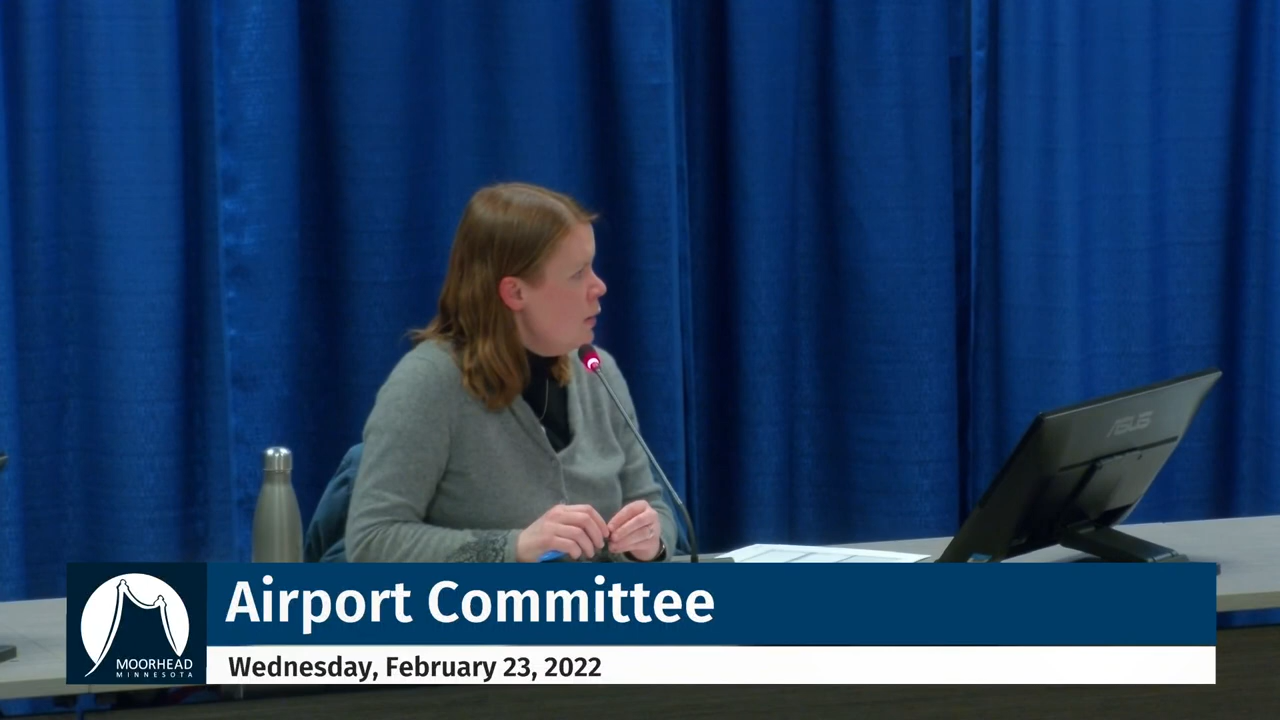 ASUS
Airport Committee
MOORHEAD
MINNESOTA
Wednesday, February 23, 2022